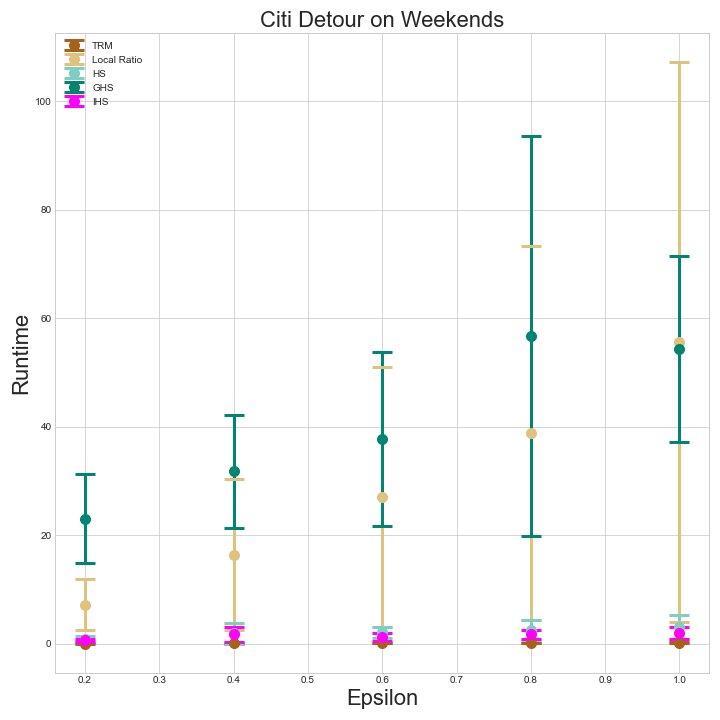 Citi Detour on Weekends
TRM
Local Ratio
HS
GHS
IHS
100
80
60
40
20
0
Runtime
0.2 0.3 0.4 0.5 0.6 0.7 0.8 0.9 1.0
Epsilon